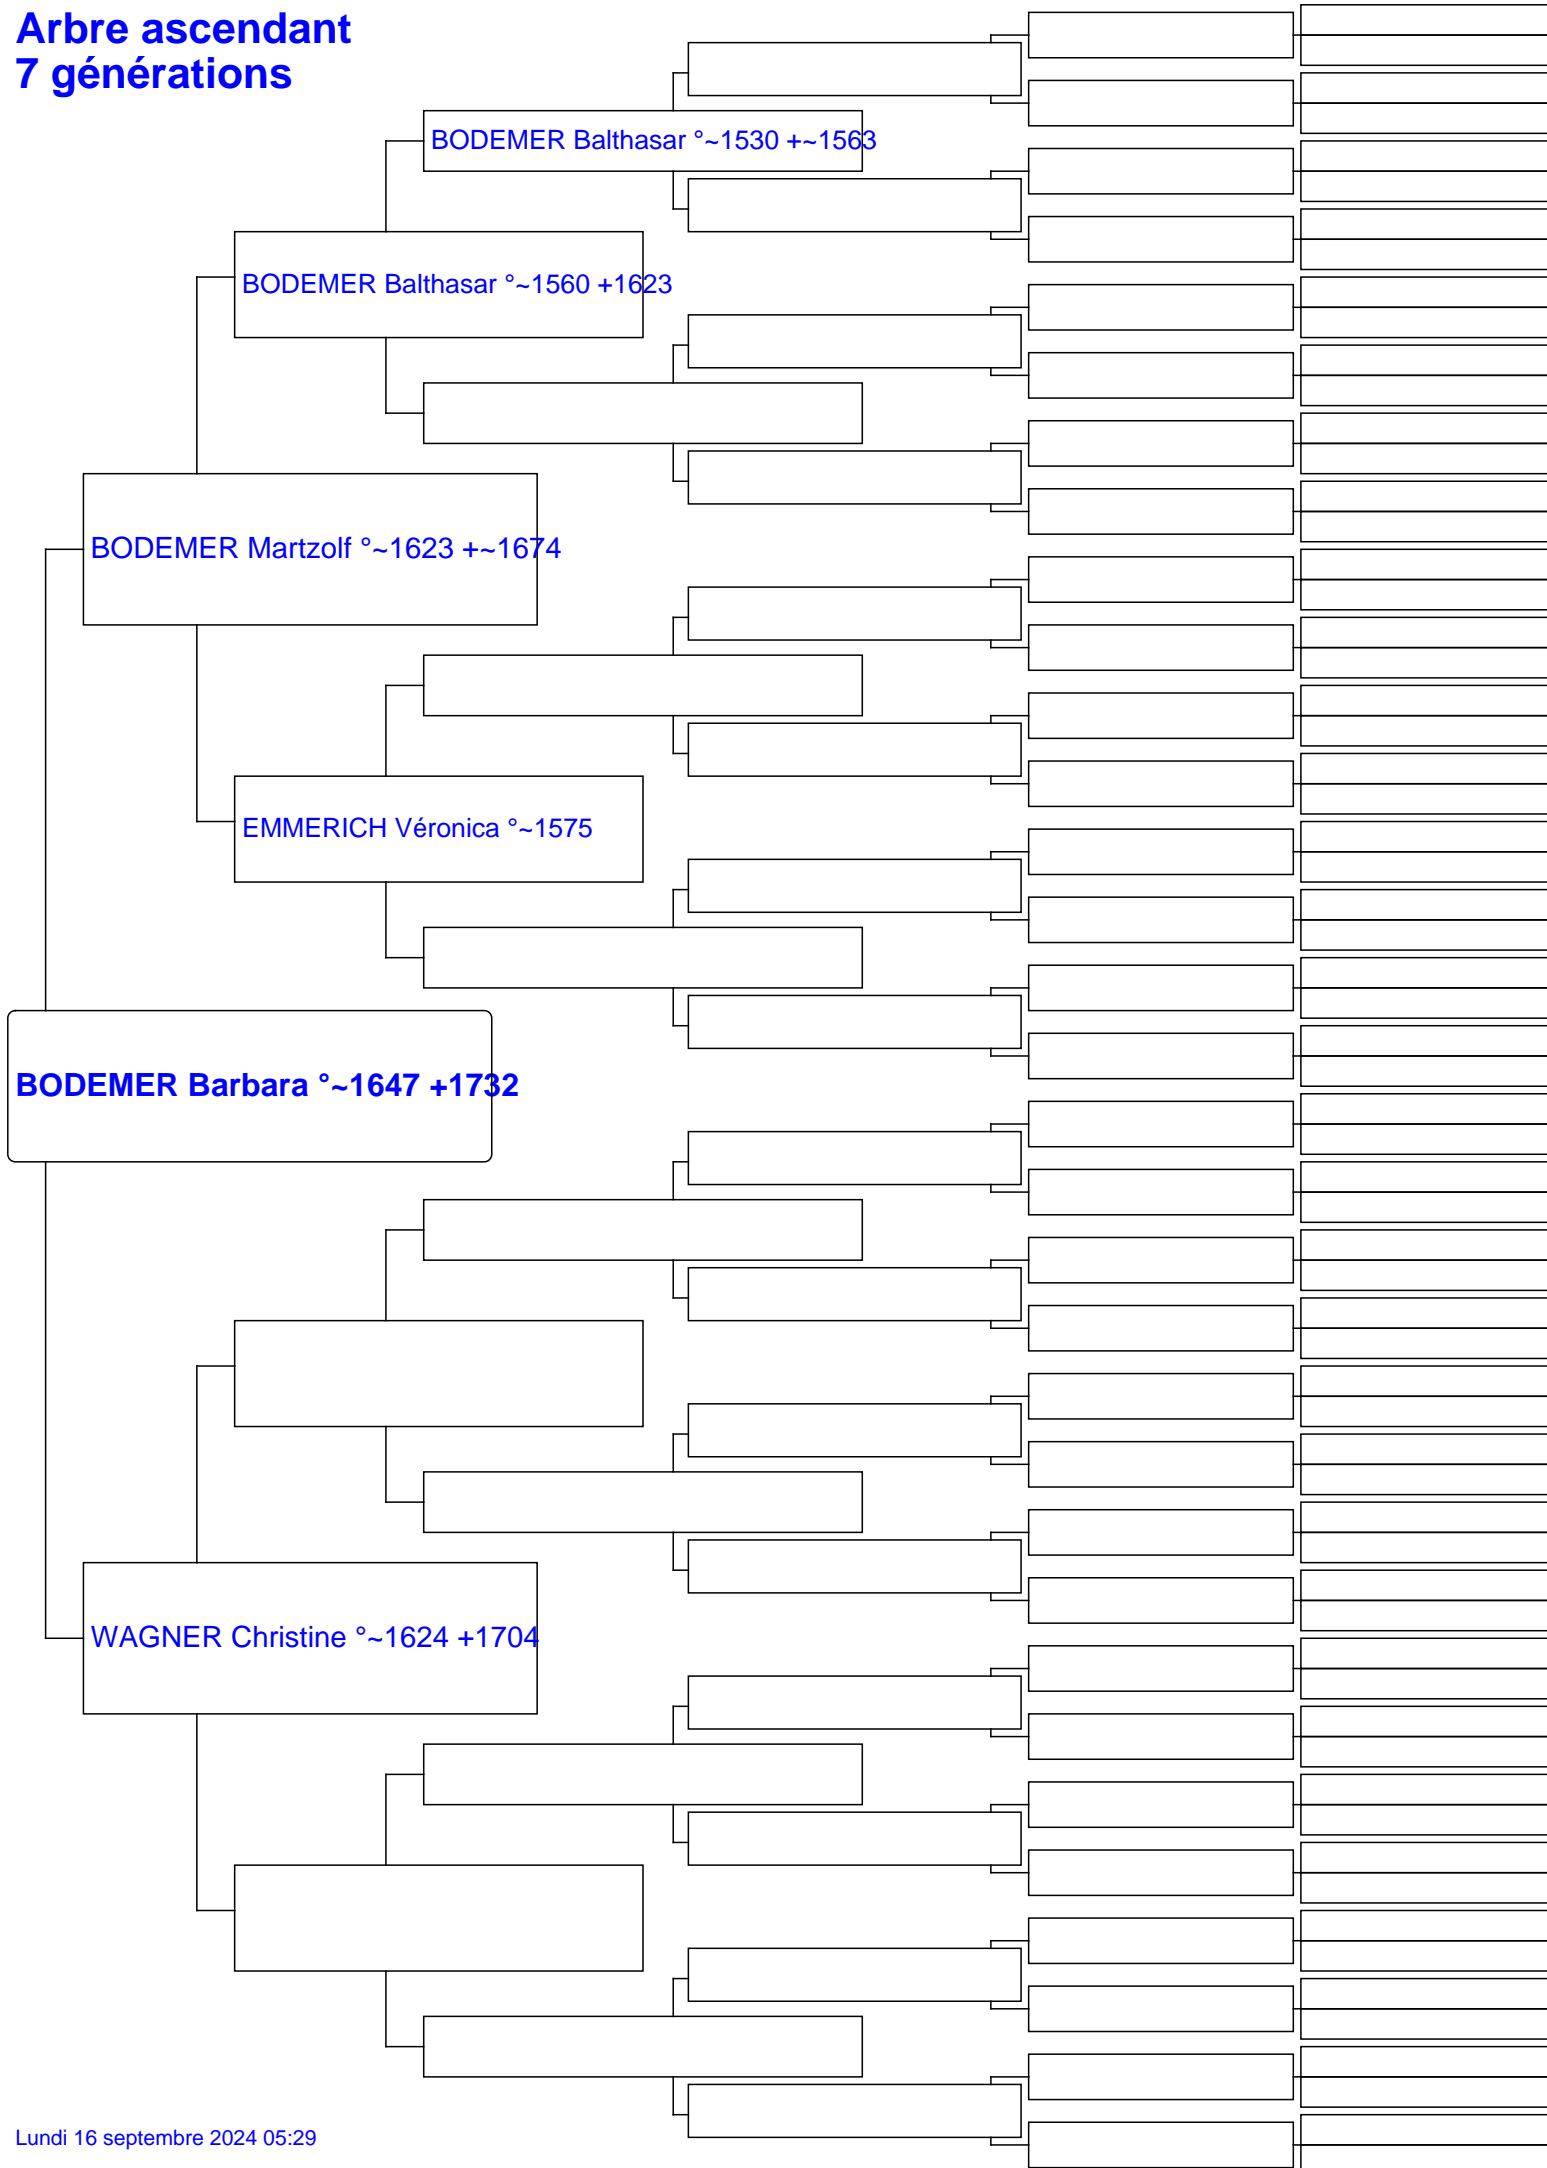 Arbre ascendant
7 générations
BODEMER Balthasar °~1530 +~1563
BODEMER Balthasar °~1560 +1623
BODEMER Martzolf °~1623 +~1674
EMMERICH Véronica °~1575
BODEMER Barbara °~1647 +1732
WAGNER Christine °~1624 +1704
Lundi 16 septembre 2024 05:29